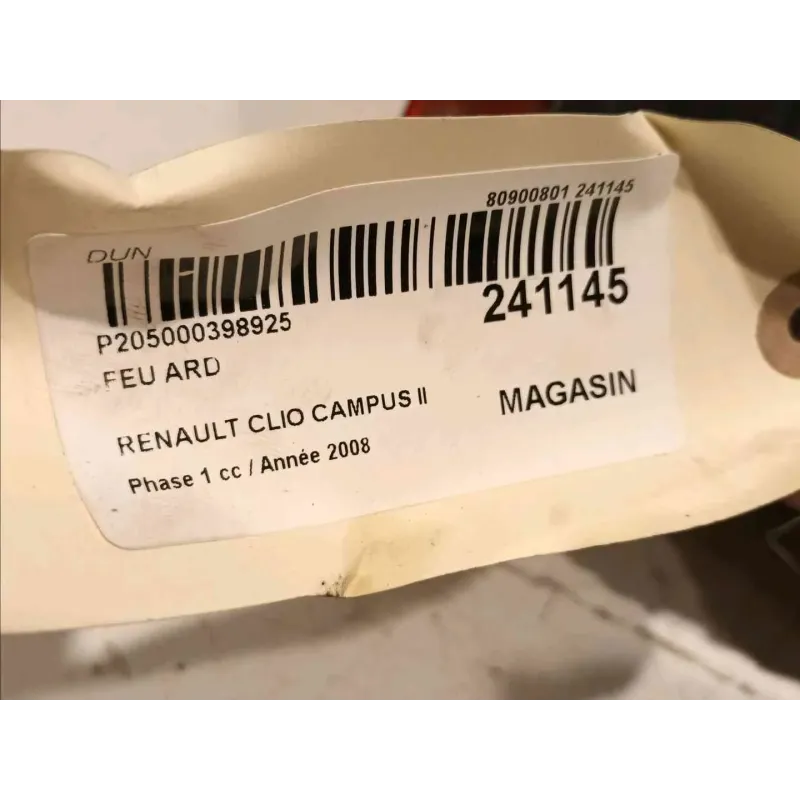 80900801 241145
DUN
P205000398925
241145
FEU ARD
RENAULT CLIO CAMPUS II
MAGASIN
Phase 1 cc / Année 2008